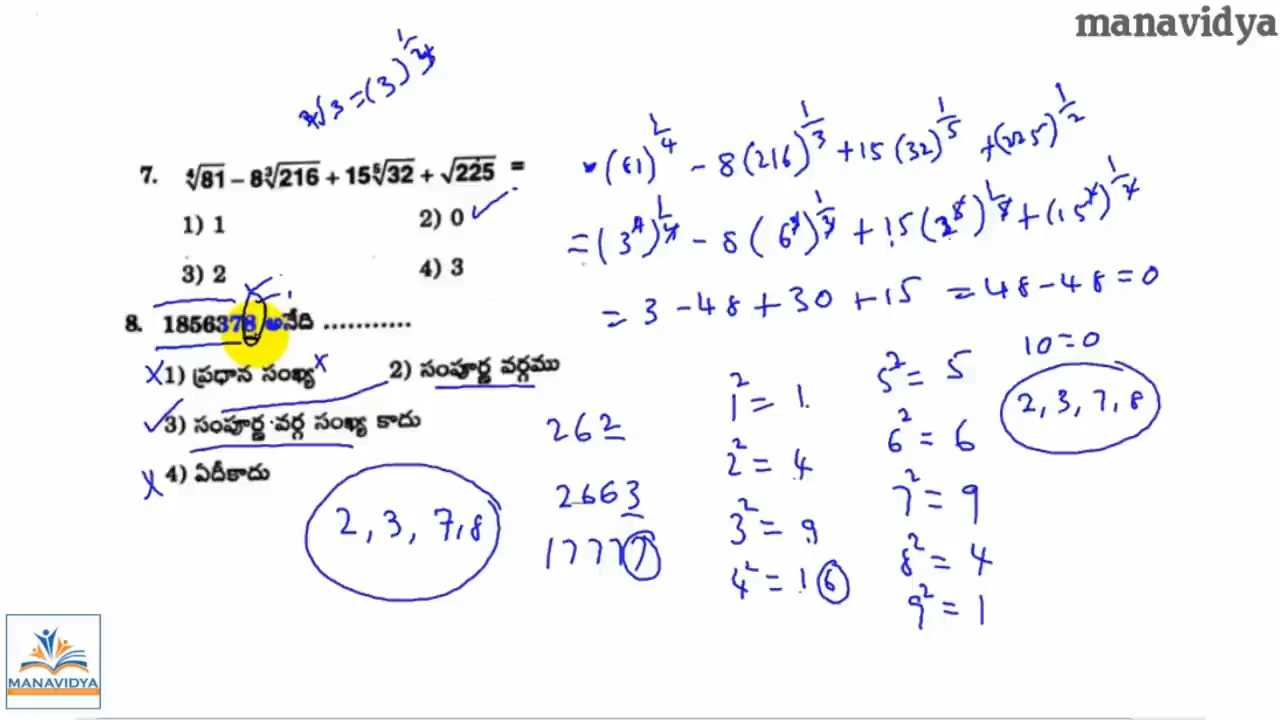 manavidya
∛3 = (3)^1/3
7. ∜81 – 8∛216 + 15⁵√32 + √225 =
1) 1
2) 0 ✓
3) 2
4) 3
(81)^1/4 - 8(216)^1/3 + 15(32)^1/5 + (225)^1/2
= (3^4)^1/4 - 8(6^3)^1/3 + 15(2^5)^1/5 + (15^2)^1/2
= 3 - 48 + 30 + 15 = 48 - 48 = 0
8. 1856378 అనేది ...........
X 1) ప్రధాన సంఖ్య X
2) సంపూర్ణ వర్గము
✓ 3) సంపూర్ణ వర్గ సంఖ్య కాదు
X 4) ఏదీకాదు
2, 3, 7, 8
262
2663
17777
1² = 1
2² = 4
3² = 9
4² = 16
5² = 5
6² = 6
7² = 9
8² = 4
9² = 1
10 = 0
2, 3, 7, 8
MANAVIDYA